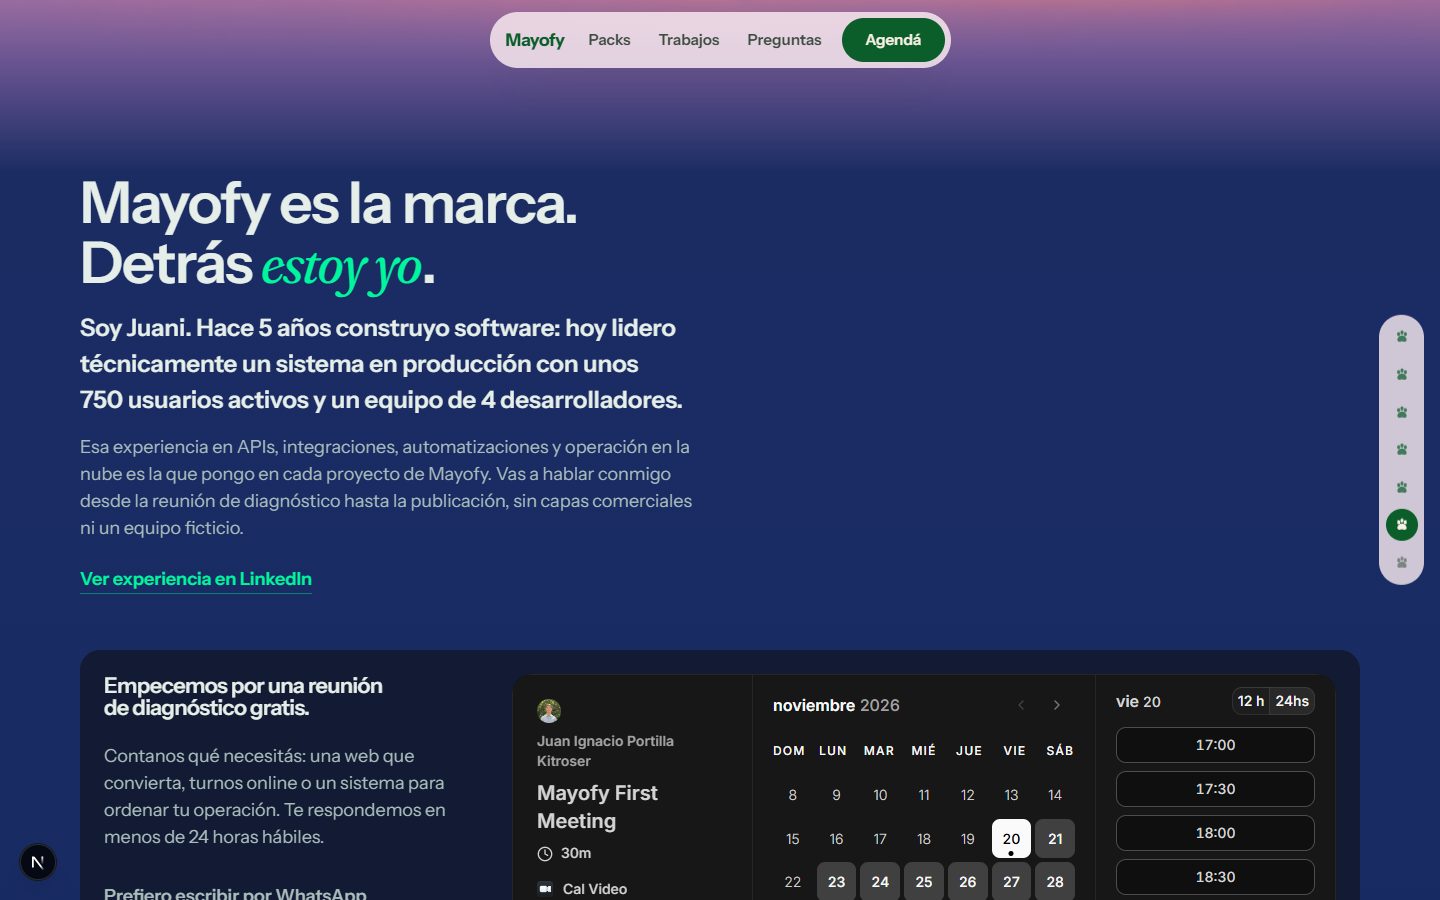 Mayofy
Packs
Trabajos
Preguntas
Agendá
Mayofy es la marca.
Detrás estoy yo.
Soy Juani. Hace 5 años construyo software: hoy lidero
técnicamente un sistema en producción con unos
750 usuarios activos y un equipo de 4 desarrolladores.
Esa experiencia en APIs, integraciones, automatizaciones y operación en la
nube es la que pongo en cada proyecto de Mayofy. Vas a hablar conmigo
desde la reunión de diagnóstico hasta la publicación, sin capas comerciales
ni un equipo ficticio.
Ver experiencia en LinkedIn
Empecemos por una reunión
de diagnóstico gratis.
Contanos qué necesitás: una web que
convierta, turnos online o un sistema para
ordenar tu operación. Te respondemos en
menos de 24 horas hábiles.
Prefiero escribir por WhatsApp
Juan Ignacio Portilla
Kitroser
Mayofy First
Meeting
30m
Cal Video
noviembre 2026
DOM LUN MAR MIÉ JUE VIE SÁB
8 9 10 11 12 13 14
15 16 17 18 19 20 21
22 23 24 25 26 27 28
vie 20
12 h 24hs
17:00
17:30
18:00
18:30
N